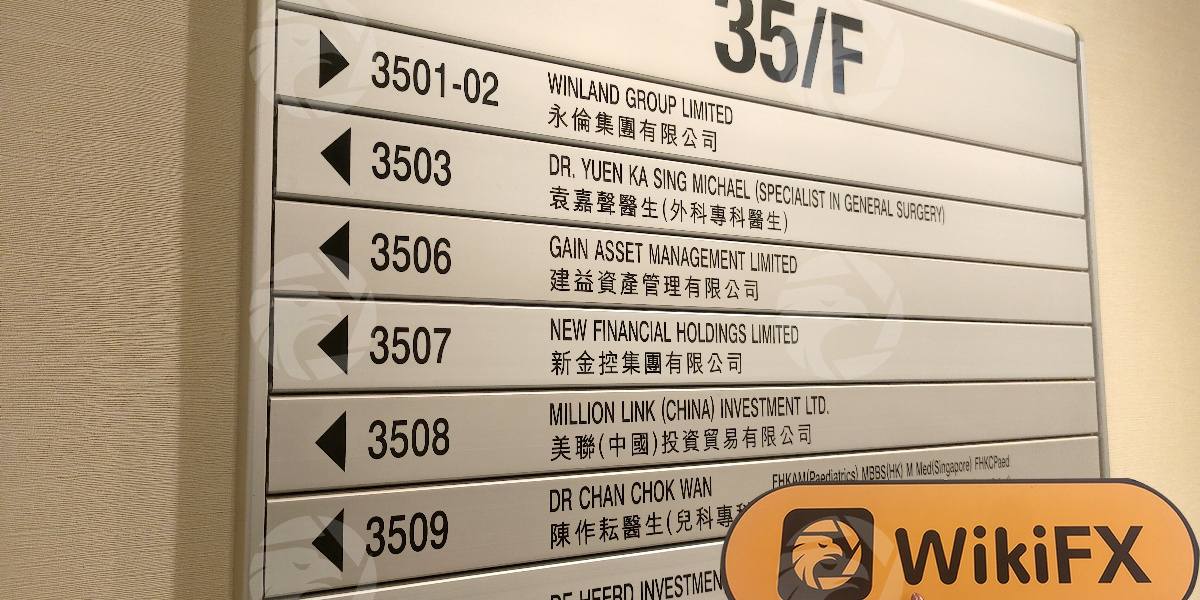 35/F
3501-02 WINLAND GROUP LIMITED
永倫集團有限公司
3503 DR. YUEN KA SING MICHAEL (SPECIALIST IN GENERAL SURGERY)
袁嘉聲醫生(外科專科醫生)
3506 GAIN ASSET MANAGEMENT LIMITED
建益資產管理有限公司
3507 NEW FINANCIAL HOLDINGS LIMITED
新金控集團有限公司
3508 MILLION LINK (CHINA) INVESTMENT LTD.
美聯(中國)投資貿易有限公司
3509 DR CHAN CHOK WAN FHKAM(Paediatrics) MBBS(HK) M Med(Singapore) FHKCPaed
陳作耘醫生(兒科專科
HEERD INVESTMEN
WikiFX